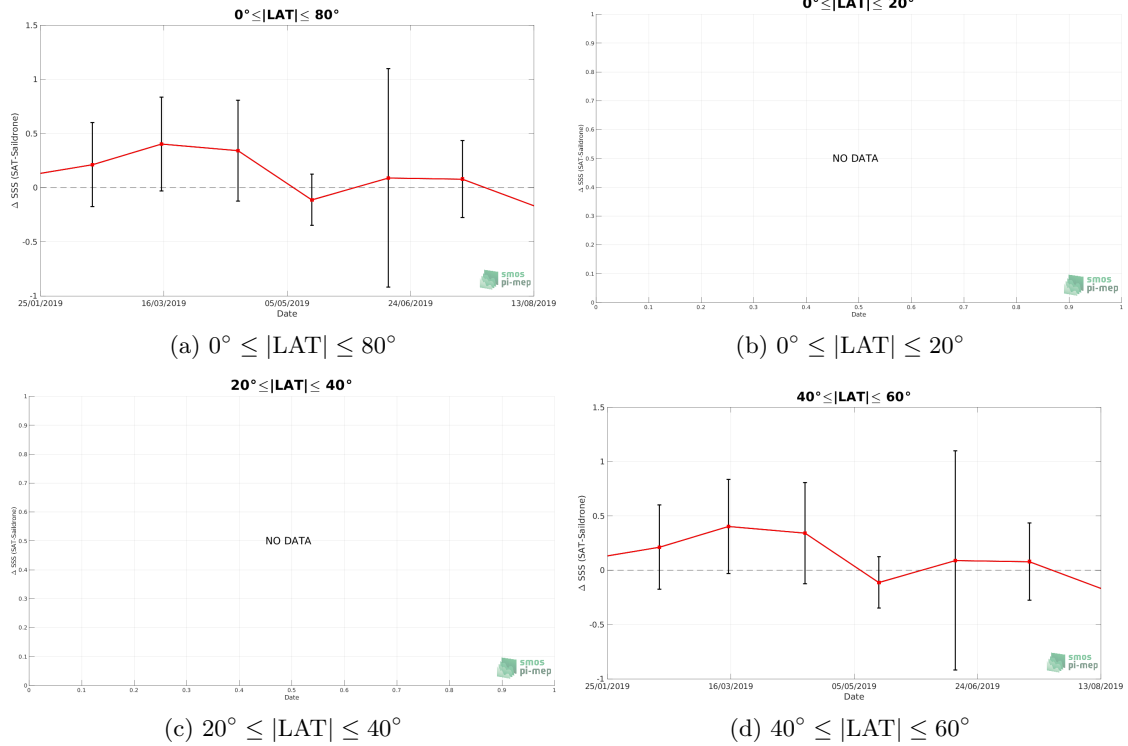 0°≤|LAT|≤ 80°
1.5
1
0.5
0
-0.5
-1
Δ SSS (SAT-Saildrone)
25/01/2019 16/03/2019 05/05/2019 24/06/2019 13/08/2019
Date
smos
pi-mep
(a) 0° ≤ |LAT| ≤ 80°
0°≤|LAT|≤ 20°
1
0.9
0.8
0.7
0.6
0.5
0.4
0.3
0.2
0.1
0
Δ SSS (SAT-Saildrone)
NO DATA
0 0.1 0.2 0.3 0.4 0.5 0.6 0.7 0.8 0.9 1
Date
smos
pi-mep
(b) 0° ≤ |LAT| ≤ 20°
20°≤|LAT|≤ 40°
1
0.9
0.8
0.7
0.6
0.5
0.4
0.3
0.2
0.1
0
Δ SSS (SAT-Saildrone)
NO DATA
0 0.1 0.2 0.3 0.4 0.5 0.6 0.7 0.8 0.9 1
Date
smos
pi-mep
(c) 20° ≤ |LAT| ≤ 40°
40°≤|LAT|≤ 60°
1.5
1
0.5
0
-0.5
-1
Δ SSS (SAT-Saildrone)
25/01/2019 16/03/2019 05/05/2019 24/06/2019 13/08/2019
Date
smos
pi-mep
(d) 40° ≤ |LAT| ≤ 60°